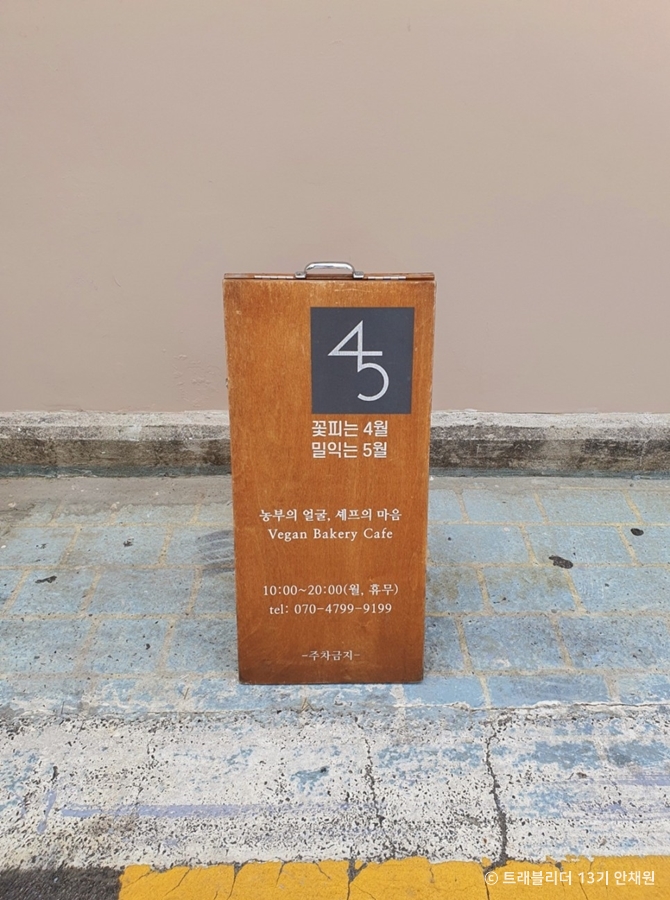 45
꽃피는 4월
밀익는 5월
농부의 얼굴, 셰프의 마음
Vegan Bakery Cafe
10:00~20:00(월, 휴무)
tel: 070-4799-9199
-주차금지-
ⓒ 트래블리더 13기 안채원